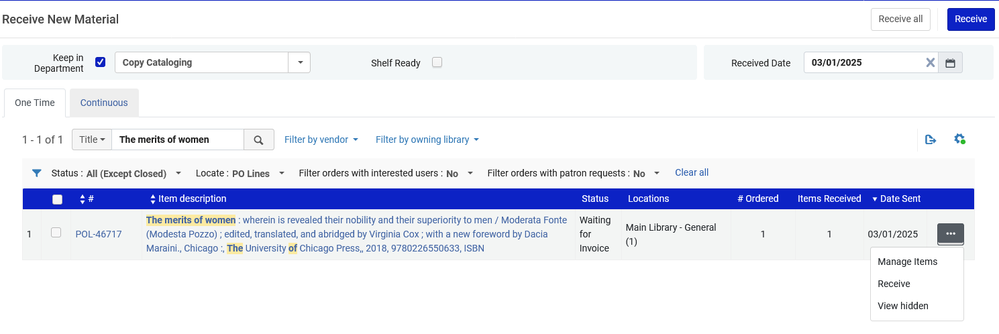 Receive New Material
Receive all
Receive
Keep in
Department
Copy Cataloging
Shelf Ready
Received Date
03/01/2025
One Time
Continuous
1 - 1 of 1
Title
The merits of women
Filter by vendor
Filter by owning library
Status : All (Except Closed)
Locate : PO Lines
Filter orders with interested users : No
Filter orders with patron requests : No
Clear all
#
Item description
Status
Locations
# Ordered
Items Received
Date Sent
1
POL-46717
The merits of women : wherein is revealed their nobility and their superiority to men / Moderata Fonte
(Modesta Pozzo) ; edited, translated, and abridged by Virginia Cox ; with a new foreword by Dacia
Maraini., Chicago :, The University of Chicago Press,, 2018, 9780226550633, ISBN
Waiting
for
Invoice
Main Library - General
(1)
1
1
03/01/2025
Manage Items
Receive
View hidden